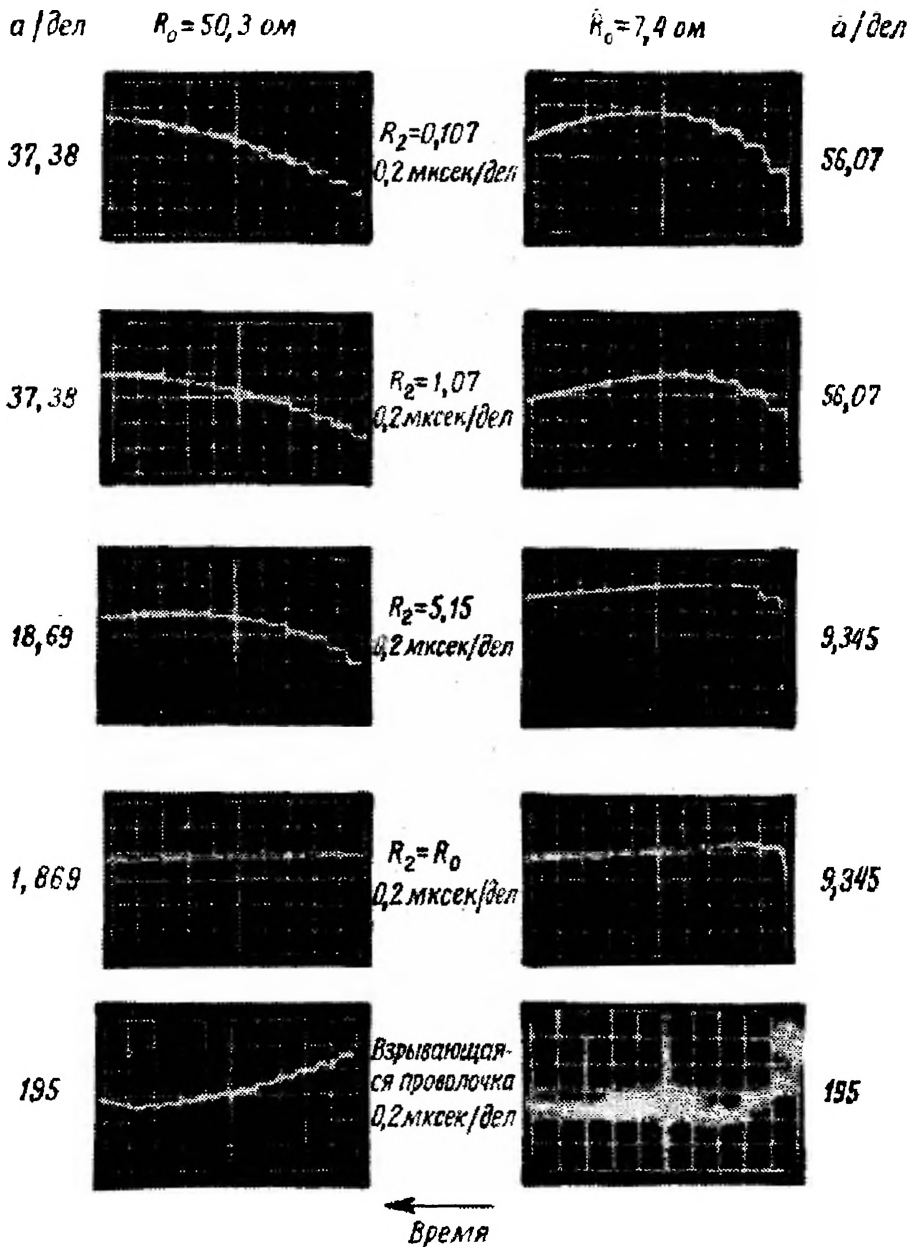 а/дел R₀=50,3 ом R₀=7,4 ом а/дел
37,38 R₂=0,107 56,07
0,2 мксек/дел
37,38 R₂=1,07 56,07
0,2 мксек/дел
18,69 R₂=5,15 9,345
0,2 мксек/дел
1,869 R₂=R₀ 9,345
0,2 мксек/дел
195 Взрывающая-
ся проволочка 195
0,2 мксек/дел
Время